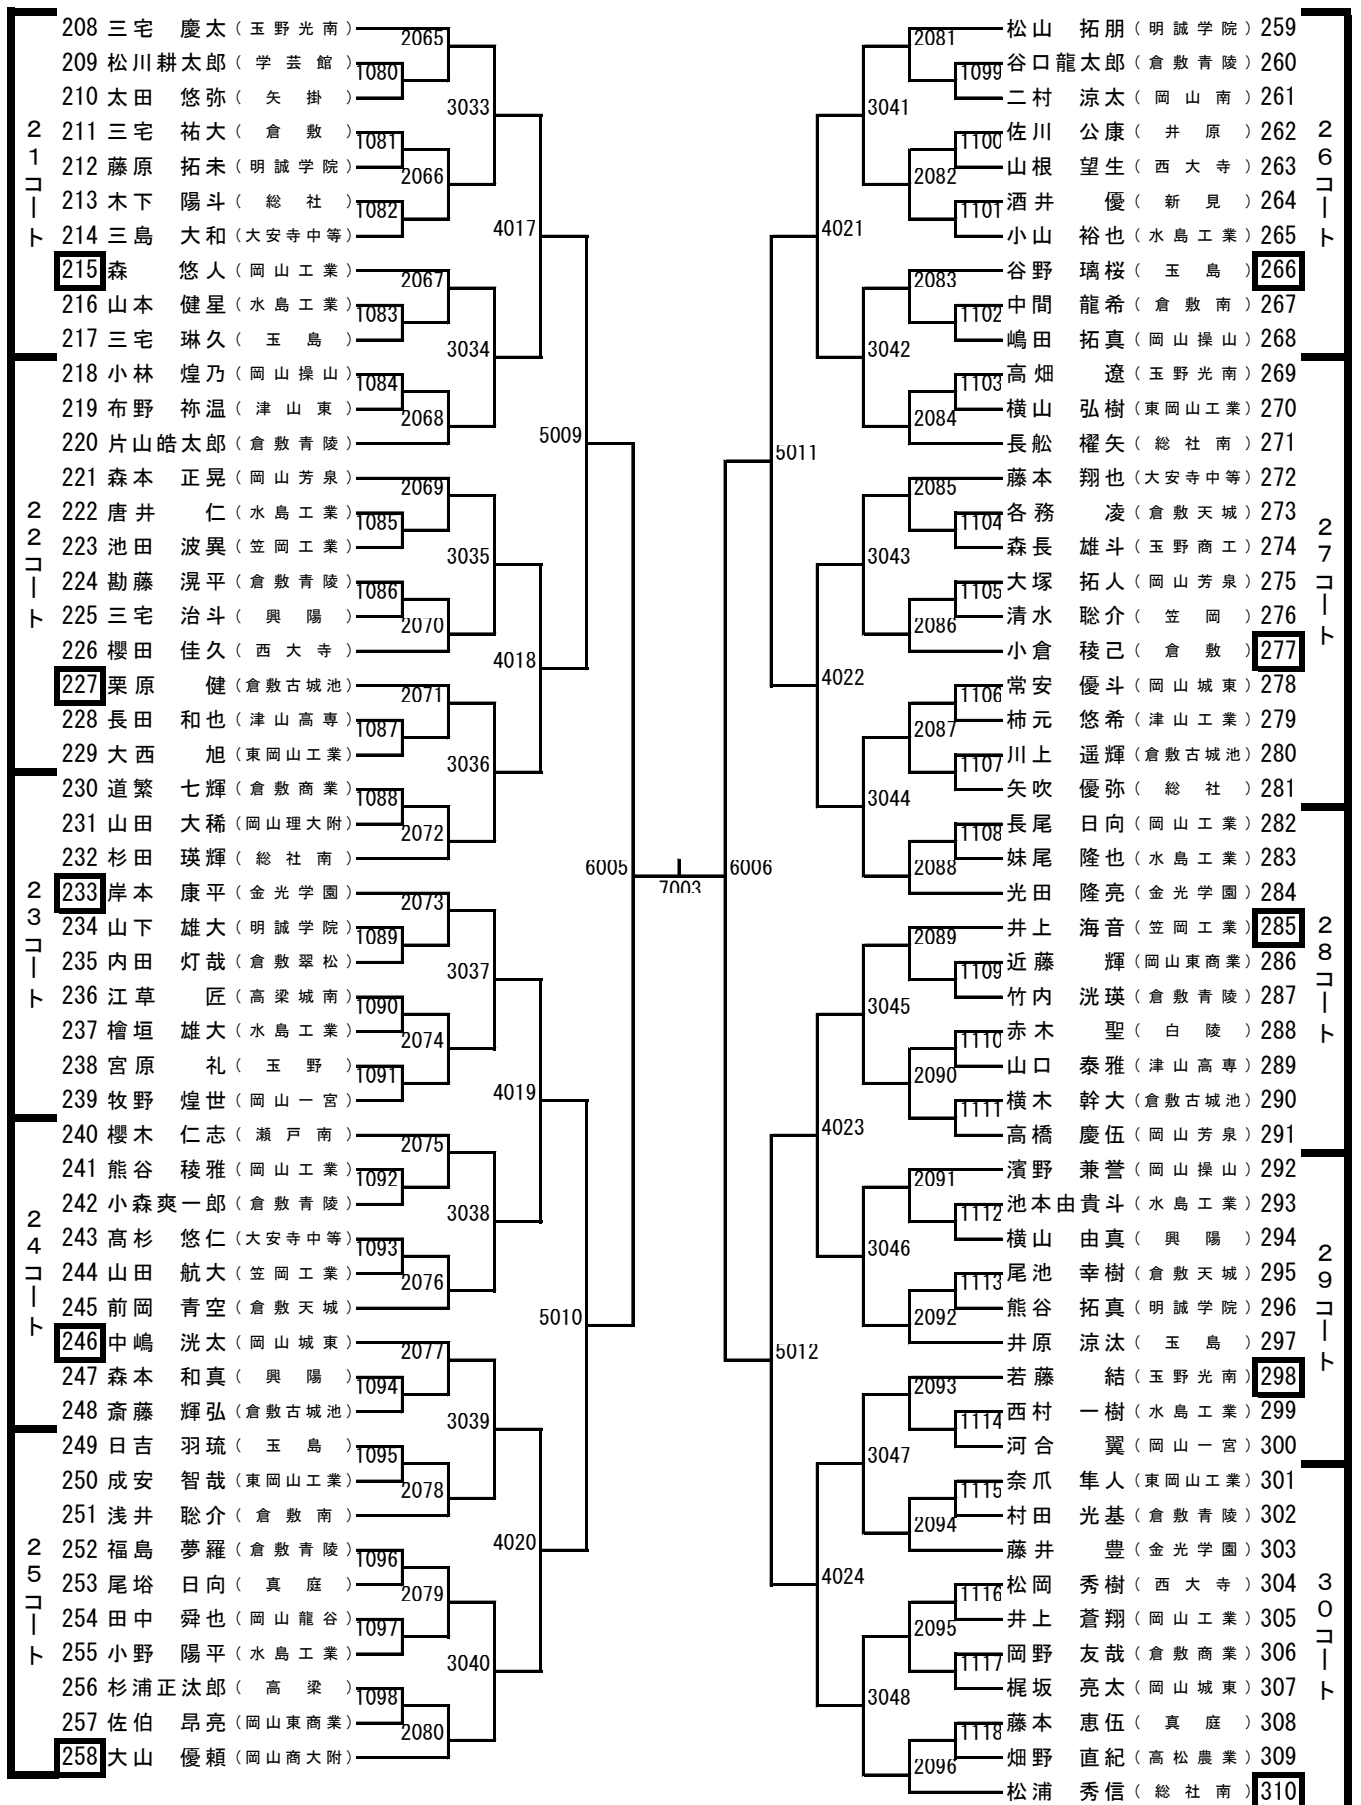 21コート
208 三宅 慶太 (玉野光南)
209 松川耕太郎 (学芸館)
210 太田 悠弥 (矢掛)
211 三宅 祐大 (倉敷)
212 藤原 拓未 (明誠学院)
213 木下 陽斗 (総社)
214 三島 大和 (大安寺中等)
215 森 悠人 (岡山工業)
216 山本 健星 (水島工業)
217 三宅 琳久 (玉島)
22コート
218 小林 煌乃 (岡山操山)
219 布野 祢温 (津山東)
220 片山皓太郎 (倉敷青陵)
221 森本 正晃 (岡山芳泉)
222 唐井 仁 (水島工業)
223 池田 波異 (笠岡工業)
224 勘藤 滉平 (倉敷青陵)
225 三宅 治斗 (興陽)
226 櫻田 佳久 (西大寺)
227 栗原 健 (倉敷古城池)
228 長田 和也 (津山高専)
229 大西 旭 (東岡山工業)
23コート
230 道繁 七輝 (倉敷商業)
231 山田 大稀 (岡山理大附)
232 杉田 瑛輝 (総社南)
233 岸本 康平 (金光学園)
234 山下 雄大 (明誠学院)
235 内田 灯哉 (倉敷翠松)
236 江草 匠 (高梁城南)
237 檜垣 雄大 (水島工業)
238 宮原 礼 (玉野)
239 牧野 煌世 (岡山一宮)
24コート
240 櫻木 仁志 (瀬戸南)
241 熊谷 稜雅 (岡山工業)
242 小森爽一郎 (倉敷青陵)
243 髙杉 悠仁 (大安寺中等)
244 山田 航大 (笠岡工業)
245 前岡 青空 (倉敷天城)
246 中嶋 洸太 (岡山城東)
247 森本 和真 (興陽)
248 斎藤 輝弘 (倉敷古城池)
25コート
249 日吉 羽琉 (玉島)
250 成安 智哉 (東岡山工業)
251 浅井 聡介 (倉敷南)
252 福島 夢羅 (倉敷青陵)
253 尾塔 日向 (真庭)
254 田中 舜也 (岡山龍谷)
255 小野 陽平 (水島工業)
256 杉浦正汰郎 (高梁)
257 佐伯 昂亮 (岡山東商業)
258 大山 優頼 (岡山商大附)
2065
1080
1081
2066
1082
2067
1083
1084
2068
2069
1085
1086
2070
2071
1087
1088
2072
2073
1089
1090
2074
1091
2075
1092
1093
2076
2077
1094
1095
2078
1096
2079
1097
1098
2080
3033
3034
3035
3036
3037
3038
3039
3040
4017
4018
4019
4020
5009
5010
6005
7003
6006
5011
5012
4021
4022
4023
4024
3041
3042
3043
3044
3045
3046
3047
3048
2081
1099
1100
2082
1101
2083
1102
1103
2084
2085
1104
1105
2086
1106
2087
1107
1108
2088
2089
1109
1110
2090
1111
2091
1112
1113
2092
2093
1114
1115
2094
1116
2095
1117
1118
2096
26コート
松山 拓朋 (明誠学院) 259
谷口龍太郎 (倉敷青陵) 260
二村 涼太 (岡山南) 261
佐川 公康 (井原) 262
山根 望生 (西大寺) 263
酒井 優 (新見) 264
小山 裕也 (水島工業) 265
谷野 璃桜 (玉島) 266
中間 龍希 (倉敷南) 267
嶋田 拓真 (岡山操山) 268
27コート
高畑 遼 (玉野光南) 269
横山 弘樹 (東岡山工業) 270
長舩 櫂矢 (総社南) 271
藤本 翔也 (大安寺中等) 272
各務 凌 (倉敷天城) 273
森長 雄斗 (玉野商工) 274
大塚 拓人 (岡山芳泉) 275
清水 聡介 (笠岡) 276
小倉 稜己 (倉敷) 277
常安 優斗 (岡山城東) 278
柿元 悠希 (津山工業) 279
川上 遥輝 (倉敷古城池) 280
矢吹 優弥 (総社) 281
28コート
長尾 日向 (岡山工業) 282
妹尾 隆也 (水島工業) 283
光田 隆亮 (金光学園) 284
井上 海音 (笠岡工業) 285
近藤 輝 (岡山東商業) 286
竹内 洸瑛 (倉敷青陵) 287
赤木 聖 (白陵) 288
山口 泰雅 (津山高専) 289
横木 幹大 (倉敷古城池) 290
高橋 慶伍 (岡山芳泉) 291
29コート
濱野 兼誉 (岡山操山) 292
池本由貴斗 (水島工業) 293
横山 由真 (興陽) 294
尾池 幸樹 (倉敷天城) 295
熊谷 拓真 (明誠学院) 296
井原 涼汰 (玉島) 297
若藤 結 (玉野光南) 298
西村 一樹 (水島工業) 299
河合 翼 (岡山一宮) 300
30コート
奈爪 隼人 (東岡山工業) 301
村田 光基 (倉敷青陵) 302
藤井 豊 (金光学園) 303
松岡 秀樹 (西大寺) 304
井上 蒼翔 (岡山工業) 305
岡野 友哉 (倉敷商業) 306
梶坂 亮太 (岡山城東) 307
藤本 恵伍 (真庭) 308
畑野 直紀 (高松農業) 309
松浦 秀信 (総社南) 310